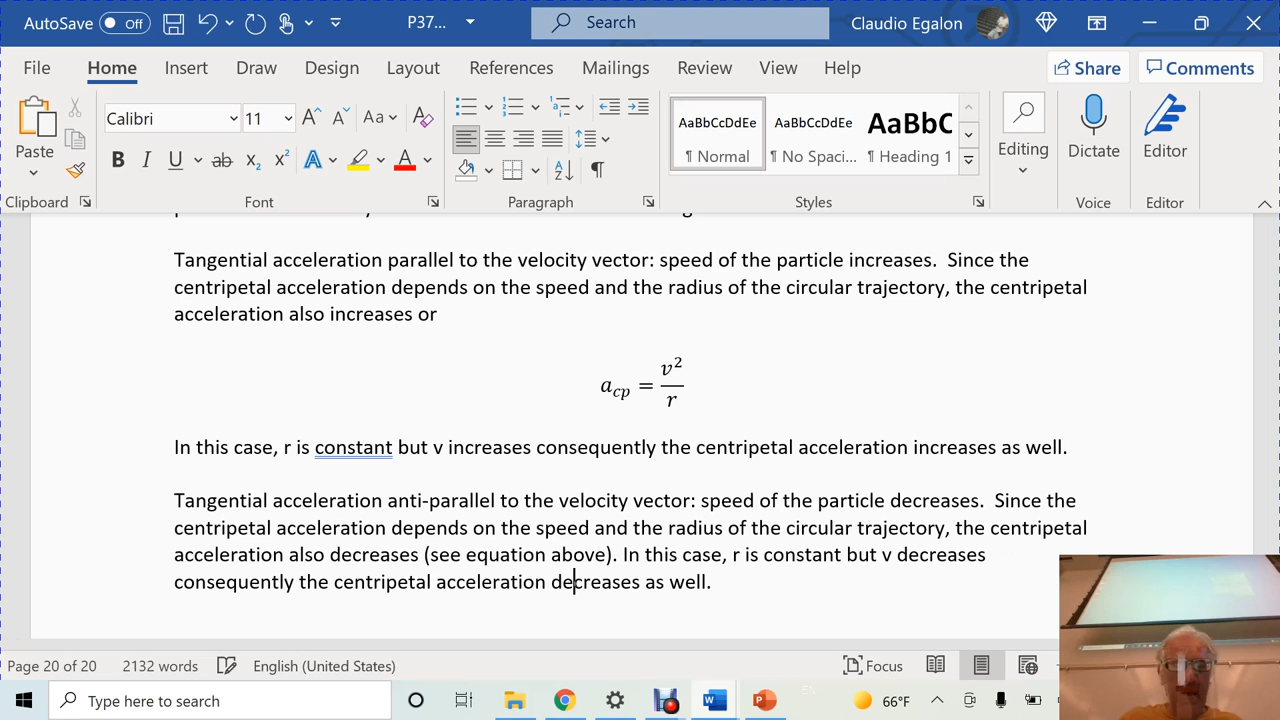 AutoSave Off P37... Search Claudio Egalon
File Home Insert Draw Design Layout References Mailings Review View Help Share Comments
Paste Calibri 11 Aa AaBbCcDdEe AaBbCcDdEe AaBbC Editing Dictate Editor
B I U ab x₂ x² A A ¶ Normal ¶ No Spaci... ¶ Heading 1
Clipboard Font Paragraph Styles Voice Editor
Tangential acceleration parallel to the velocity vector: speed of the particle increases. Since the
centripetal acceleration depends on the speed and the radius of the circular trajectory, the centripetal
acceleration also increases or
a_cp = v²/r
In this case, r is constant but v increases consequently the centripetal acceleration increases as well.
Tangential acceleration anti-parallel to the velocity vector: speed of the particle decreases. Since the
centripetal acceleration depends on the speed and the radius of the circular trajectory, the centripetal
acceleration also decreases (see equation above). In this case, r is constant but v decreases
consequently the centripetal acceleration decreases as well.
Page 20 of 20 2132 words English (United States) Focus
Type here to search 66°F